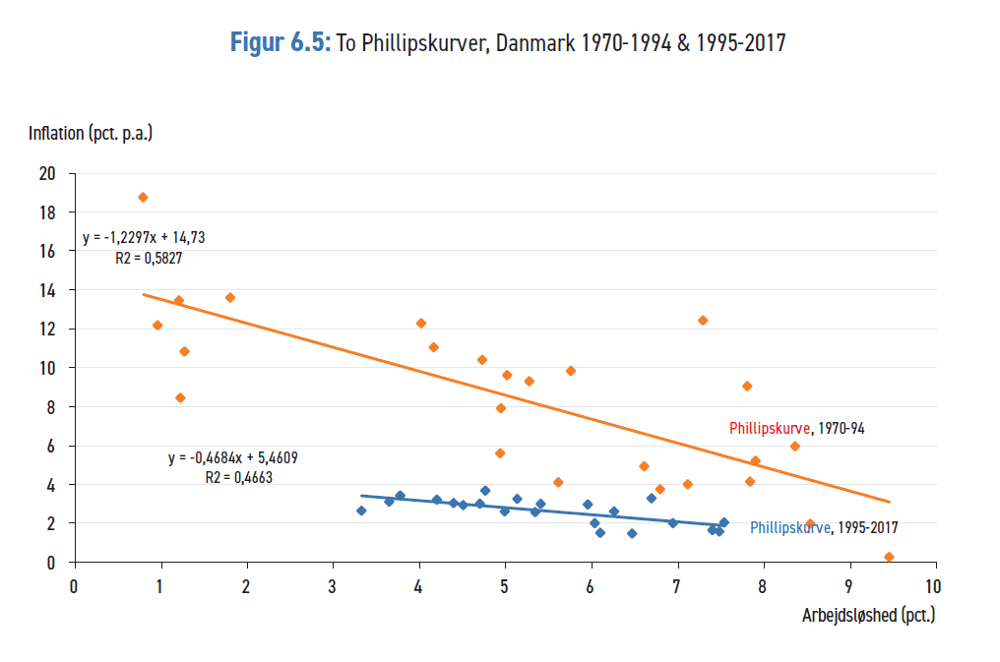 Figur 6.5: To Phillipskurver, Danmark 1970-1994 & 1995-2017
Inflation (pct. p.a.)
20
18
16
14
12
10
8
6
4
2
0
y = -1,2297x + 14,73
R2 = 0,5827
Phillipskurve, 1970-94
y = -0,4684x + 5,4609
R2 = 0,4663
Phillipskurve, 1995-2017
0 1 2 3 4 5 6 7 8 9 10
Arbejdsløshed (pct.)